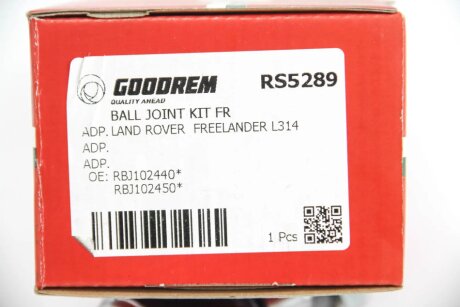 GOODREM RS5289
QUALITY AHEAD
BALL JOINT KIT FR
ADP. LAND ROVER FREELANDER L314
ADP.
ADP.
OE: RBJ102440*
RBJ102450*
1 Pcs